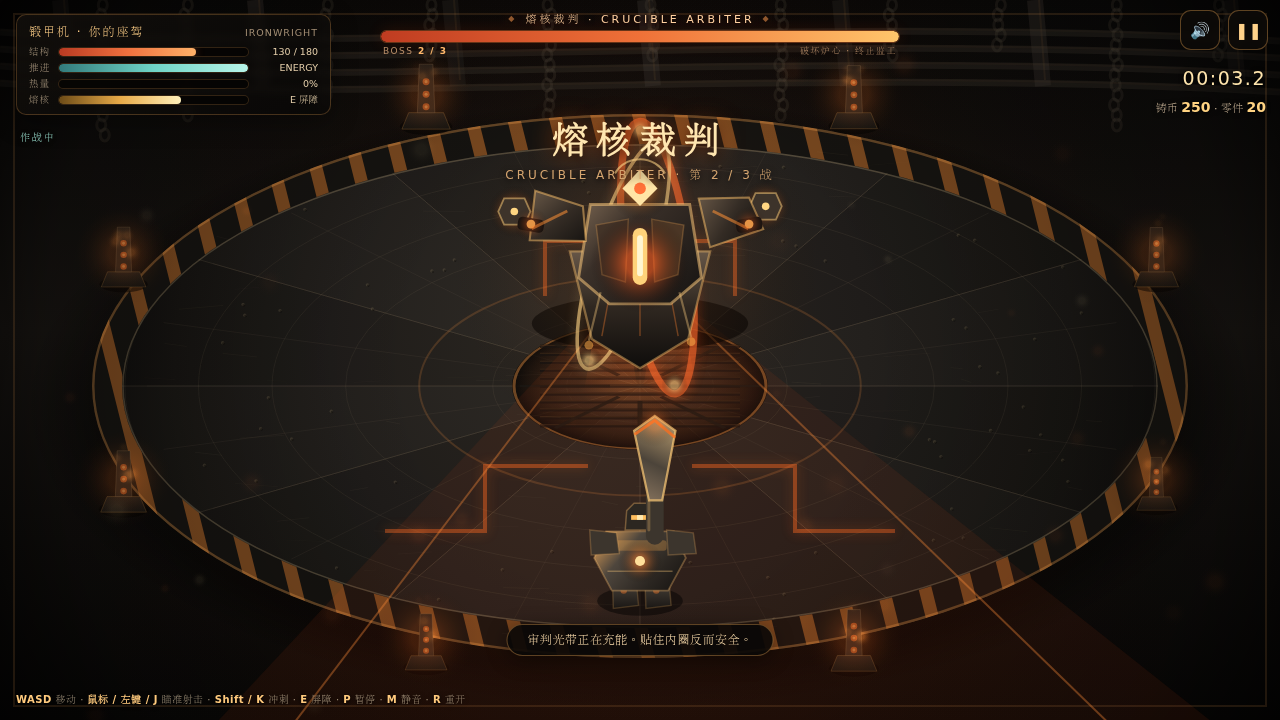 锻甲机 · 你的座驾 IRONWRIGHT
结构 130 / 180
推进 ENERGY
热量 0%
熔核 E 屏障
作战中
◆ 熔核裁判 · CRUCIBLE ARBITER ◆
BOSS 2 / 3 破坏炉心 · 终止监工
00:03.2
铸币 250 · 零件 20
熔核裁判
CRUCIBLE ARBITER · 第 2 / 3 战
审判光带正在充能。贴住内圈反而安全。
WASD 移动 · 鼠标 / 左键 / J 瞄准射击 · Shift / K 冲刺 · E 屏障 · P 暂停 · M 静音 · R 重开